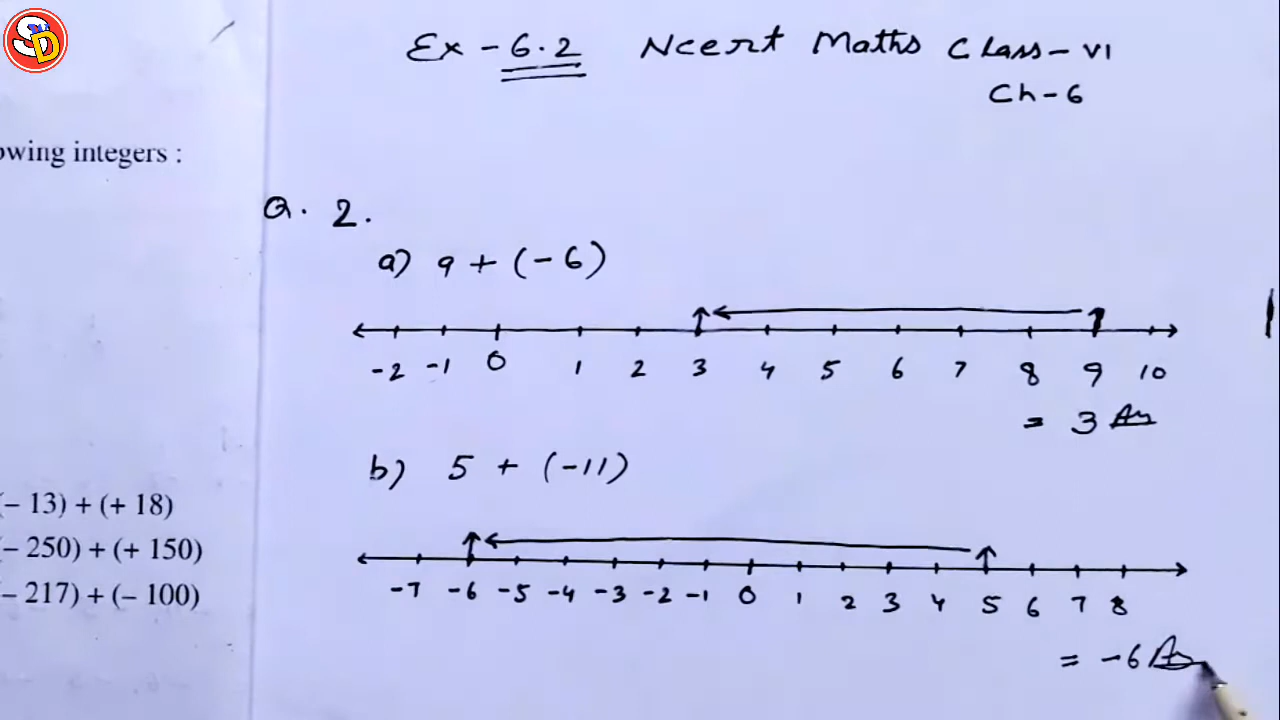 SD
Ex - 6.2 Ncert Maths Class - VI
Ch - 6
owing integers :
Q. 2.
a) 9 + (-6)
-2 -1 0 1 2 3 4 5 6 7 8 9 10
= 3 Ans
b) 5 + (-11)
(– 13) + (+ 18)
(– 250) + (+ 150)
(– 217) + (– 100)
-7 -6 -5 -4 -3 -2 -1 0 1 2 3 4 5 6 7 8
= -6 Ans